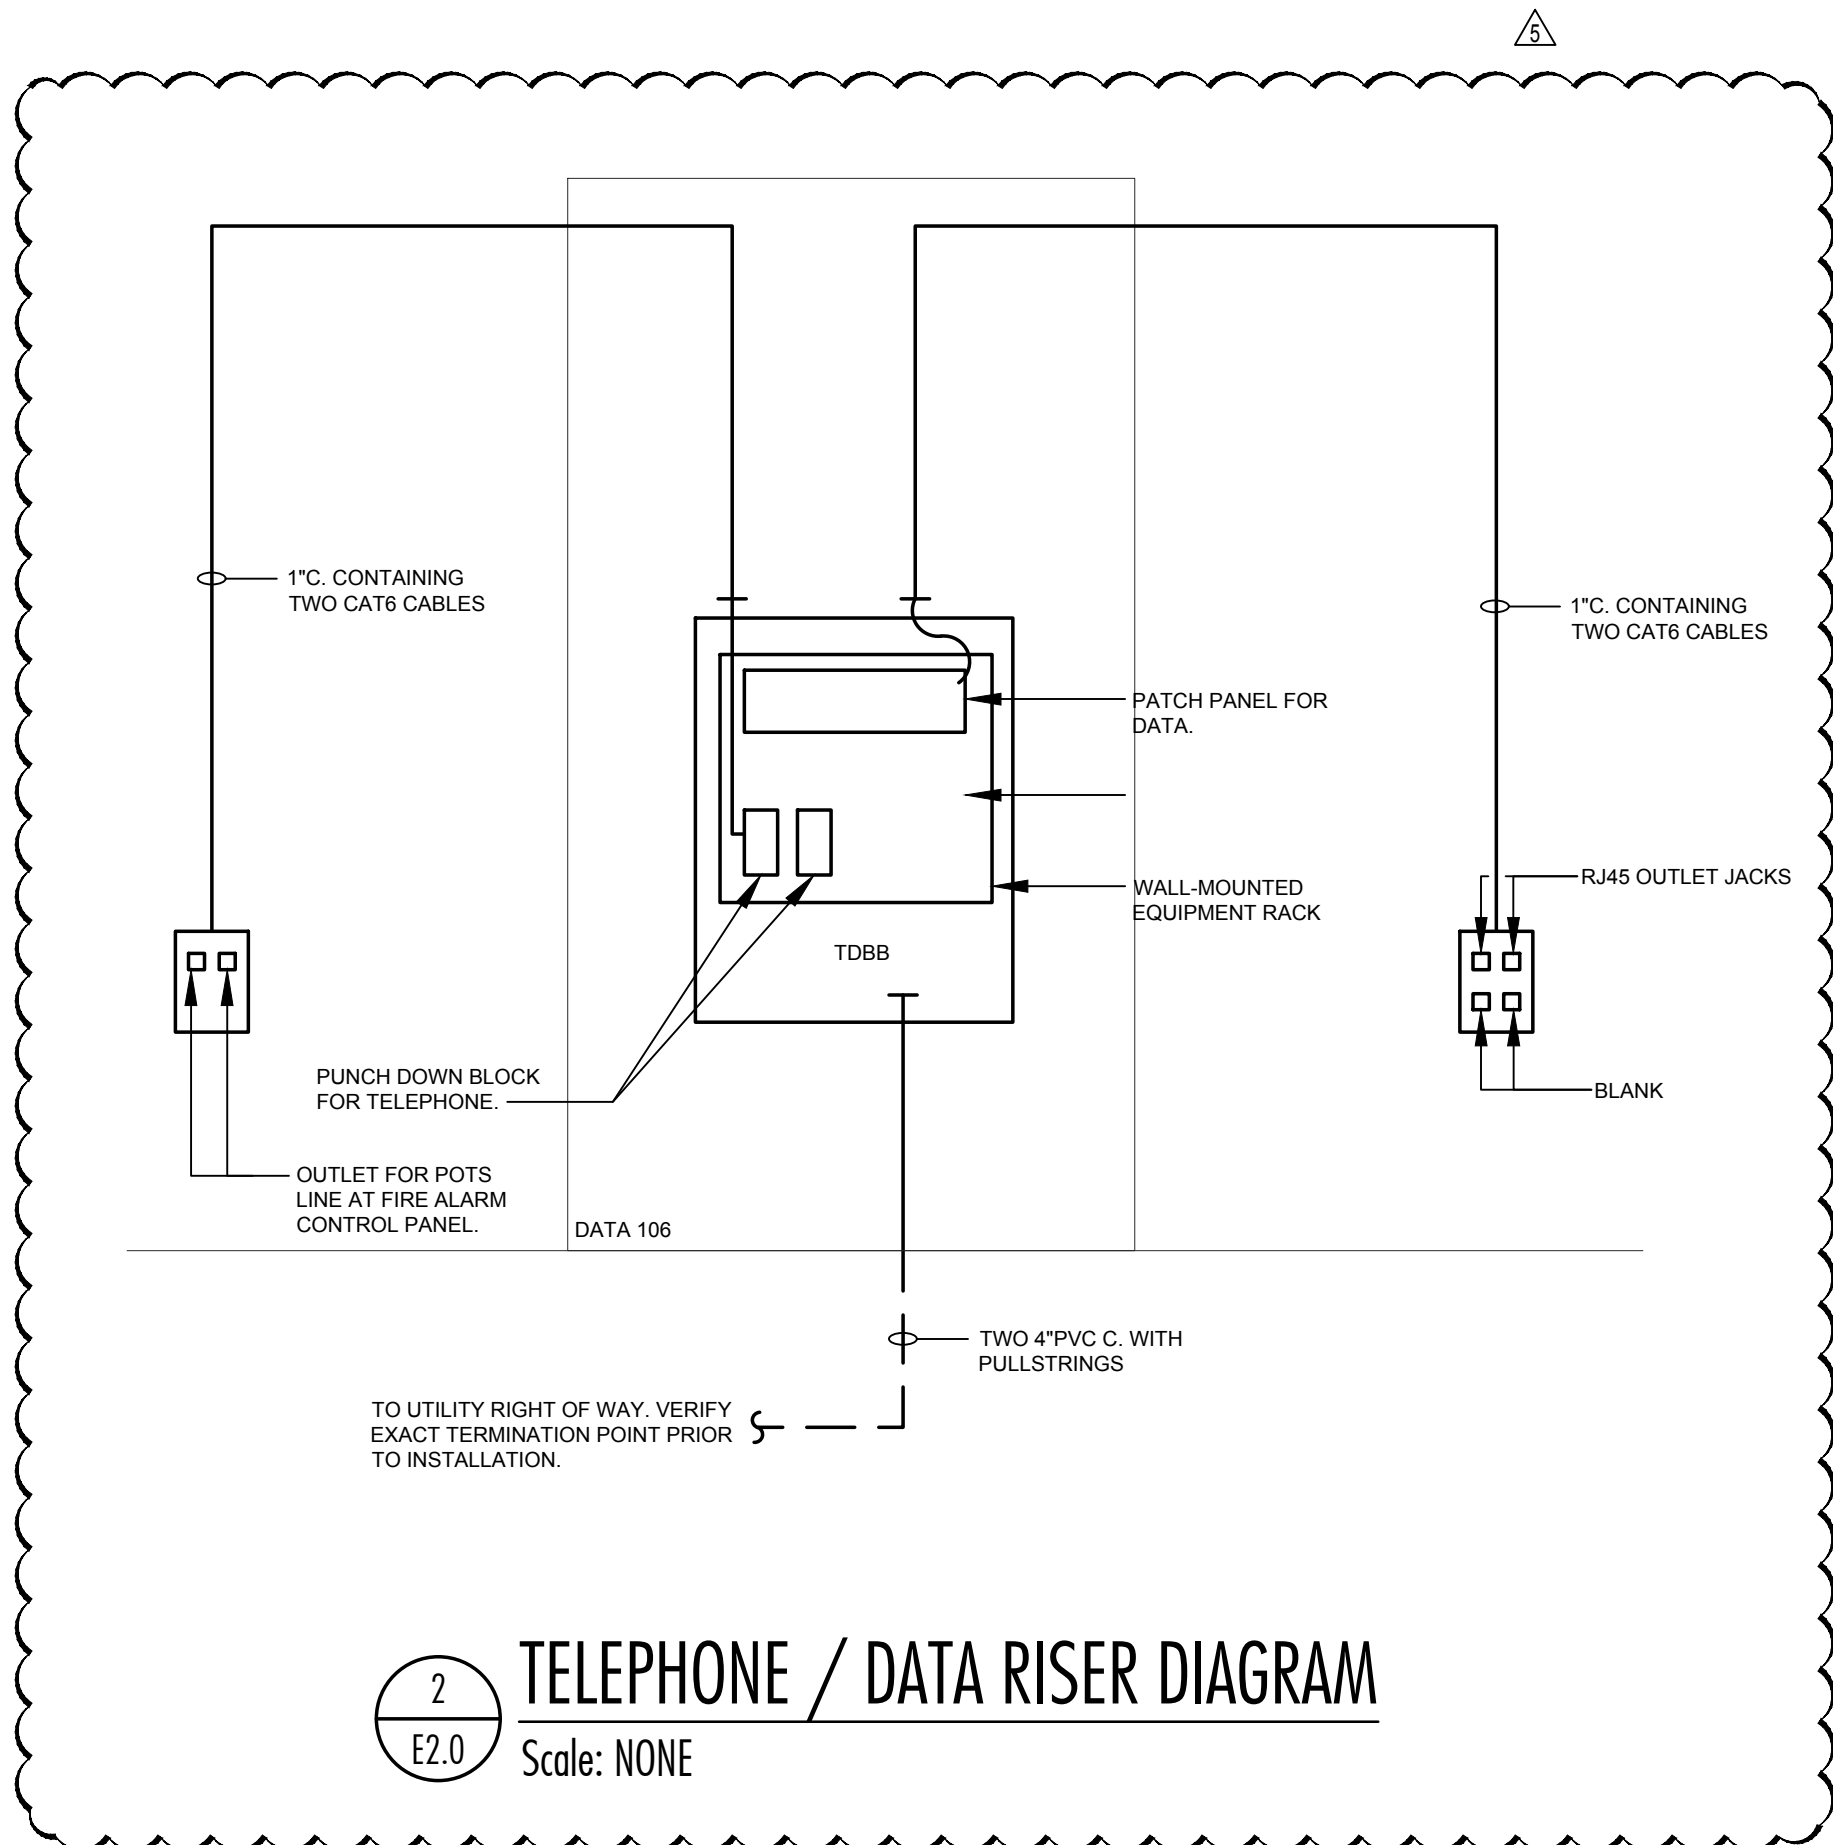 5
1"C. CONTAINING
TWO CAT6 CABLES
1"C. CONTAINING
TWO CAT6 CABLES
PATCH PANEL FOR
DATA.
RJ45 OUTLET JACKS
WALL-MOUNTED
EQUIPMENT RACK
TDBB
PUNCH DOWN BLOCK
FOR TELEPHONE.
BLANK
OUTLET FOR POTS
LINE AT FIRE ALARM
CONTROL PANEL.
DATA 106
TWO 4"PVC C. WITH
PULLSTRINGS
TO UTILITY RIGHT OF WAY. VERIFY
EXACT TERMINATION POINT PRIOR
TO INSTALLATION.
2
E2.0
TELEPHONE / DATA RISER DIAGRAM
Scale: NONE